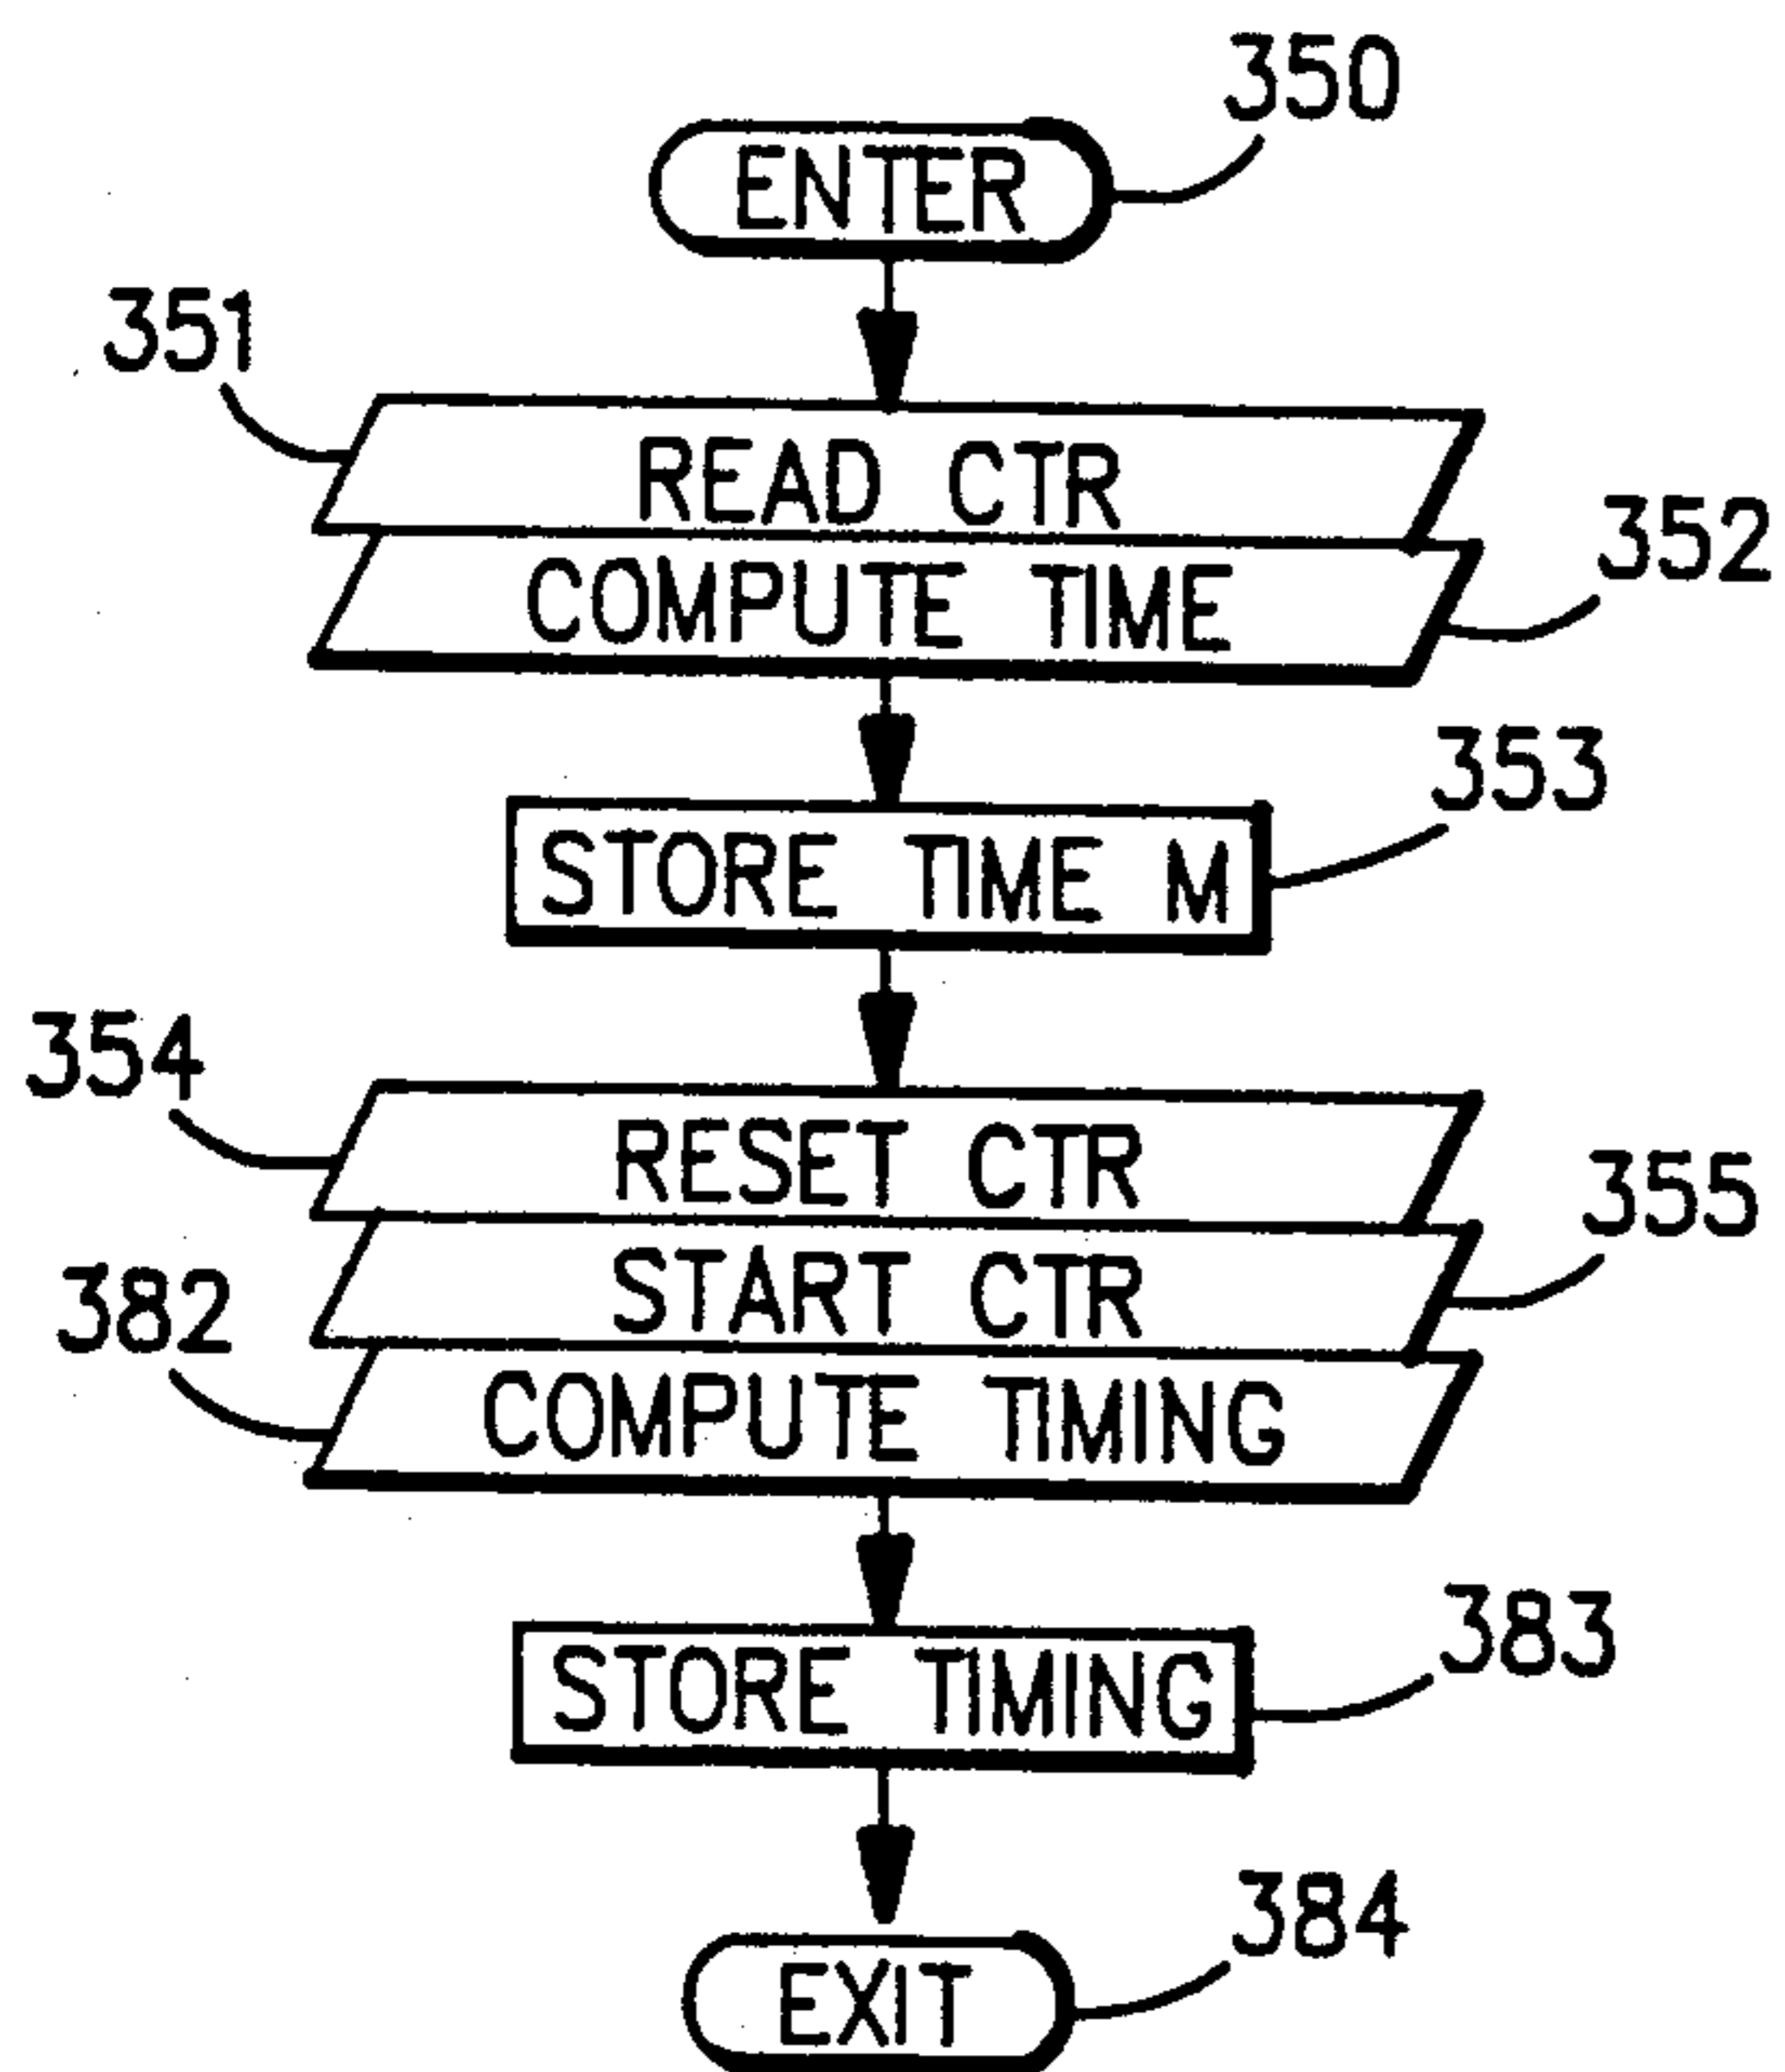 350
ENTER
351
READ CTR
352
COMPUTE TIME
353
STORE TIME M
354
RESET CTR
355
START CTR
382
COMPUTE TIMING
383
STORE TIMING
384
EXIT